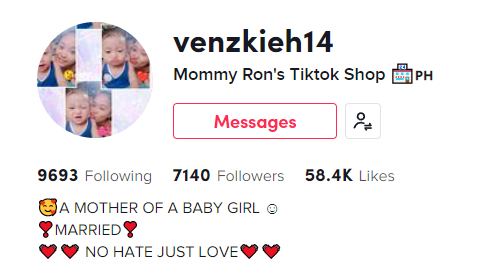 venzkieh14
Mommy Ron's Tiktok Shop 🏩PH
Messages
9693 Following 7140 Followers 58.4K Likes
🥰A MOTHER OF A BABY GIRL ☺
❣MARRIED❣
❤❤ NO HATE JUST LOVE❤❤